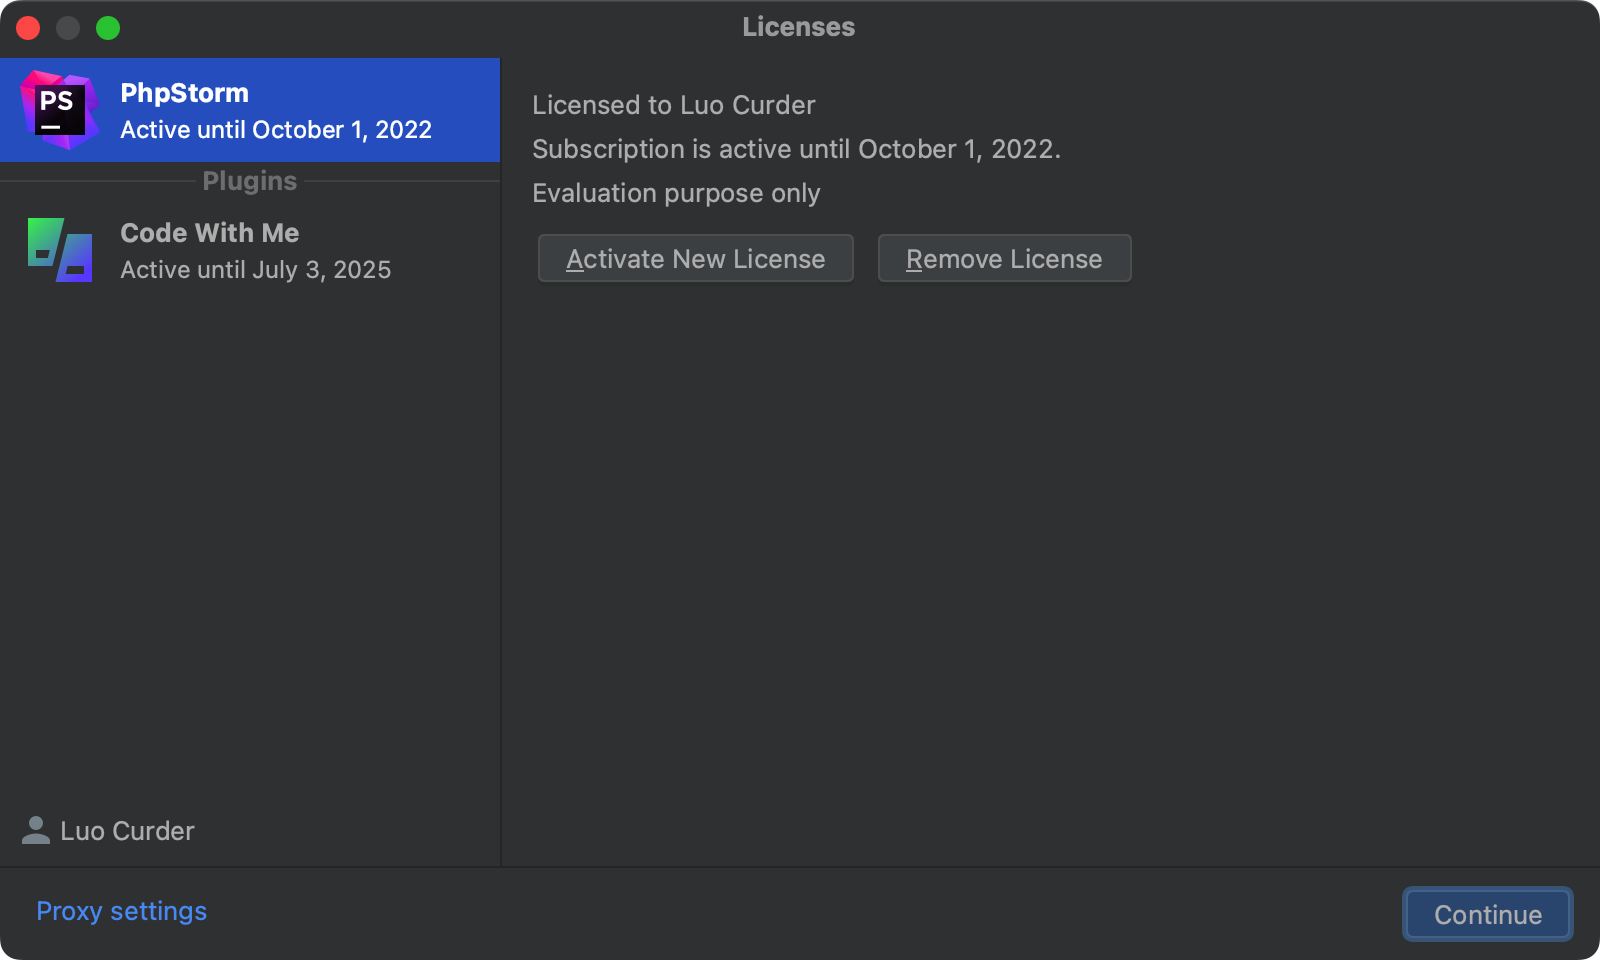 Licenses
PS
PhpStorm
Active until October 1, 2022
Plugins
Code With Me
Active until July 3, 2025
Luo Curder
Licensed to Luo Curder
Subscription is active until October 1, 2022.
Evaluation purpose only
Activate New License
Remove License
Proxy settings
Continue